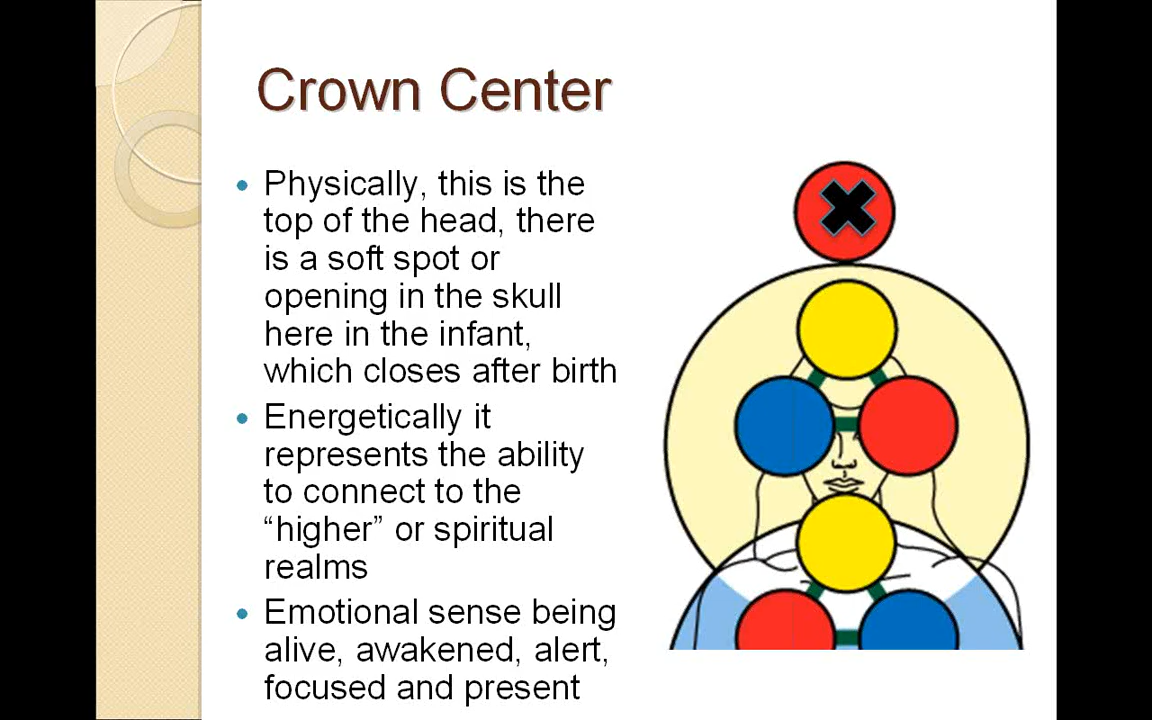 Crown Center
Physically, this is the
top of the head, there
is a soft spot or
opening in the skull
here in the infant,
which closes after birth
Energetically it
represents the ability
to connect to the
“higher” or spiritual
realms
Emotional sense being
alive, awakened, alert,
focused and present